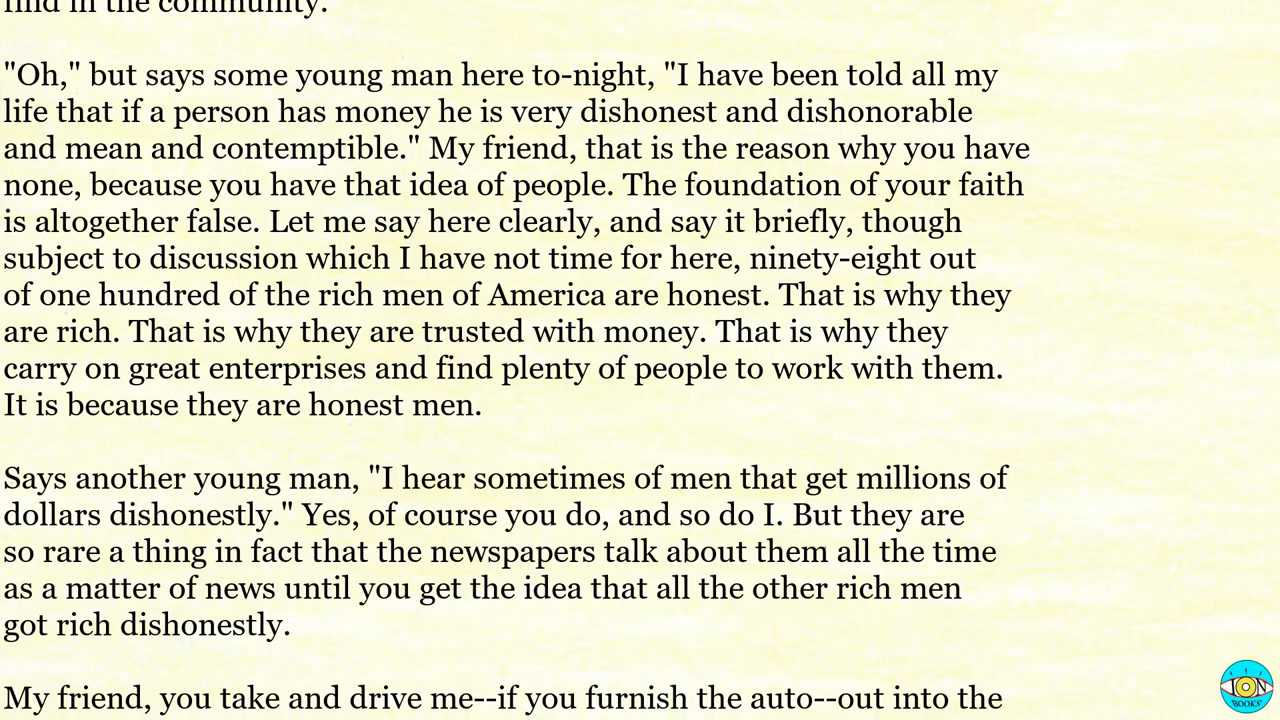 find in the community.
"Oh," but says some young man here to-night, "I have been told all my
life that if a person has money he is very dishonest and dishonorable
and mean and contemptible." My friend, that is the reason why you have
none, because you have that idea of people. The foundation of your faith
is altogether false. Let me say here clearly, and say it briefly, though
subject to discussion which I have not time for here, ninety-eight out
of one hundred of the rich men of America are honest. That is why they
are rich. That is why they are trusted with money. That is why they
carry on great enterprises and find plenty of people to work with them.
It is because they are honest men.
Says another young man, "I hear sometimes of men that get millions of
dollars dishonestly." Yes, of course you do, and so do I. But they are
so rare a thing in fact that the newspapers talk about them all the time
as a matter of news until you get the idea that all the other rich men
got rich dishonestly.
My friend, you take and drive me--if you furnish the auto--out into the
ION
BOOKS